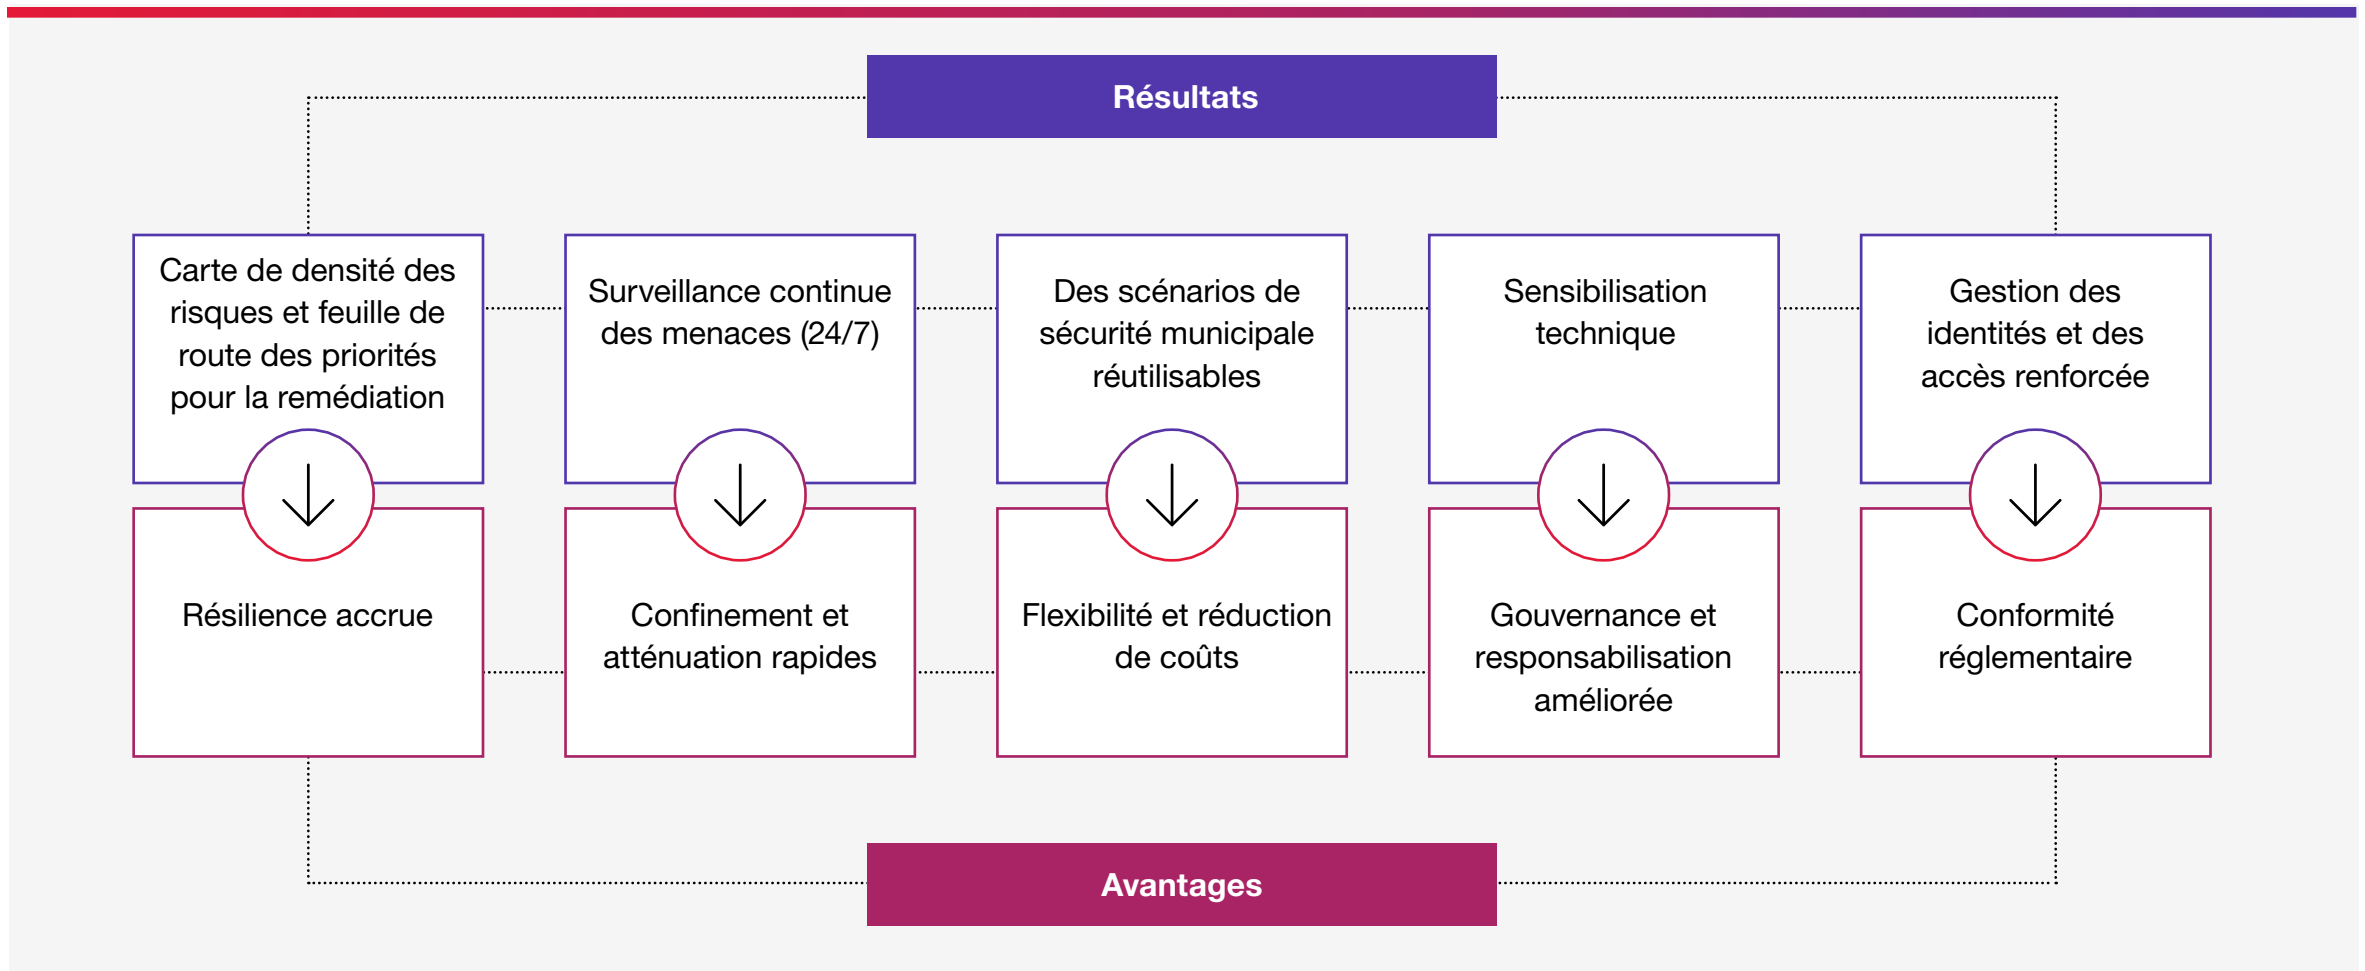 Résultats
Carte de densité des
risques et feuille de
route des priorités
pour la remédiation
Surveillance continue
des menaces (24/7)
Des scénarios de
sécurité municipale
réutilisables
Sensibilisation
technique
Gestion des
identités et des
accès renforcée
Résilience accrue
Confinement et
atténuation rapides
Flexibilité et réduction
de coûts
Gouvernance et
responsabilisation
améliorée
Conformité
réglementaire
Avantages